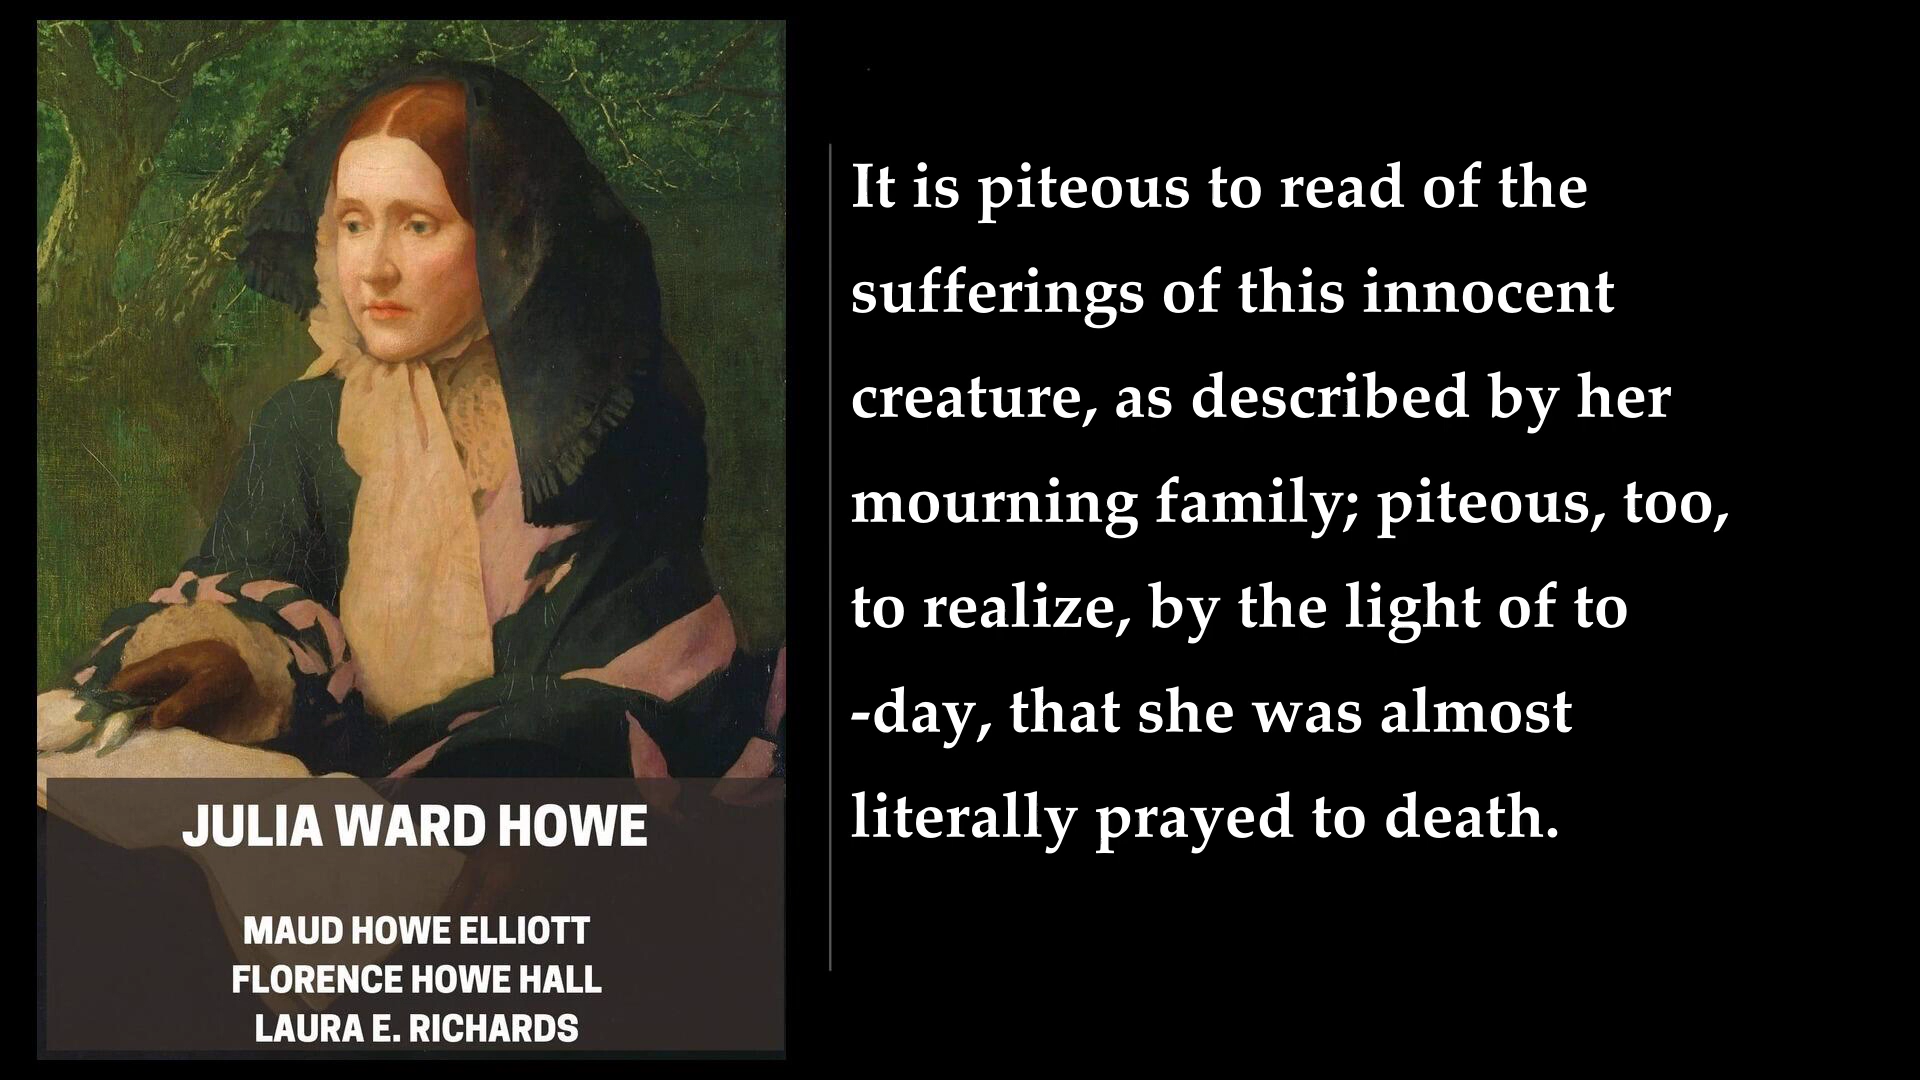 JULIA WARD HOWE
MAUD HOWE ELLIOTT
FLORENCE HOWE HALL
LAURA E. RICHARDS
It is piteous to read of the
sufferings of this innocent
creature, as described by her
mourning family; piteous, too,
to realize, by the light of to
-day, that she was almost
literally prayed to death.